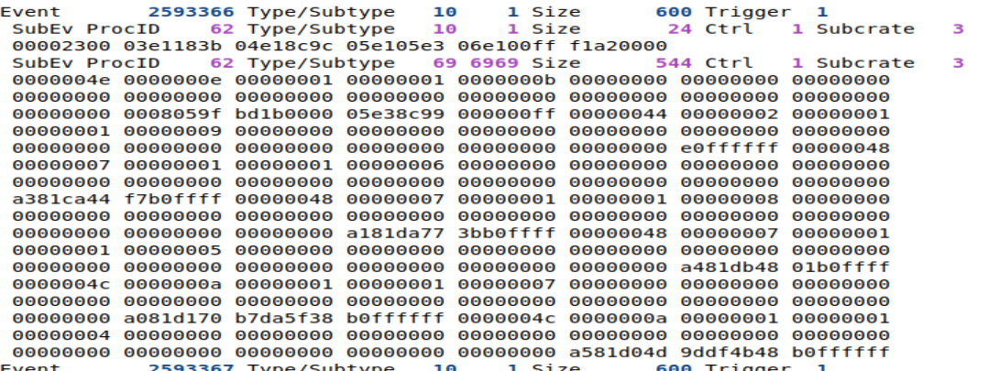 Event 2593366 Type/Subtype 10 1 Size 600 Trigger 1
SubEv ProcID 62 Type/Subtype 10 1 Size 24 Ctrl 1 Subcrate 3
00002300 03e1183b 04e18c9c 05e105e3 06e100ff f1a20000
SubEv ProcID 62 Type/Subtype 69 6969 Size 544 Ctrl 1 Subcrate 3
0000004e 0000000e 00000001 00000001 0000000b 00000000 00000000 00000000
00000000 00000000 00000000 00000000 00000000 00000000 00000000 00000000
00000000 0008059f bd1b0000 05e38c99 000000ff 00000044 00000002 00000001
00000001 00000009 00000000 00000000 00000000 00000000 00000000 00000000
00000000 00000000 00000000 00000000 00000000 00000000 e0ffffff 00000048
00000007 00000001 00000001 00000006 00000000 00000000 00000000 00000000
00000000 00000000 00000000 00000000 00000000 00000000 00000000 00000000
a381ca44 f7b0ffff 00000048 00000007 00000001 00000001 00000008 00000000
00000000 00000000 00000000 00000000 00000000 00000000 00000000 00000000
00000000 00000000 00000000 a181da77 3bb0ffff 00000048 00000007 00000001
00000001 00000005 00000000 00000000 00000000 00000000 00000000 00000000
00000000 00000000 00000000 00000000 00000000 00000000 a481db48 01b0ffff
0000004c 0000000a 00000001 00000001 00000007 00000000 00000000 00000000
00000000 00000000 00000000 00000000 00000000 00000000 00000000 00000000
00000000 a081d170 b7da5f38 b0ffffff 0000004c 0000000a 00000001 00000001
00000004 00000000 00000000 00000000 00000000 00000000 00000000 00000000
00000000 00000000 00000000 00000000 00000000 a581d04d 9ddf4b48 b0ffffff
Event 2593367 Type/Subtype 10 1 Size 600 Trigger 1